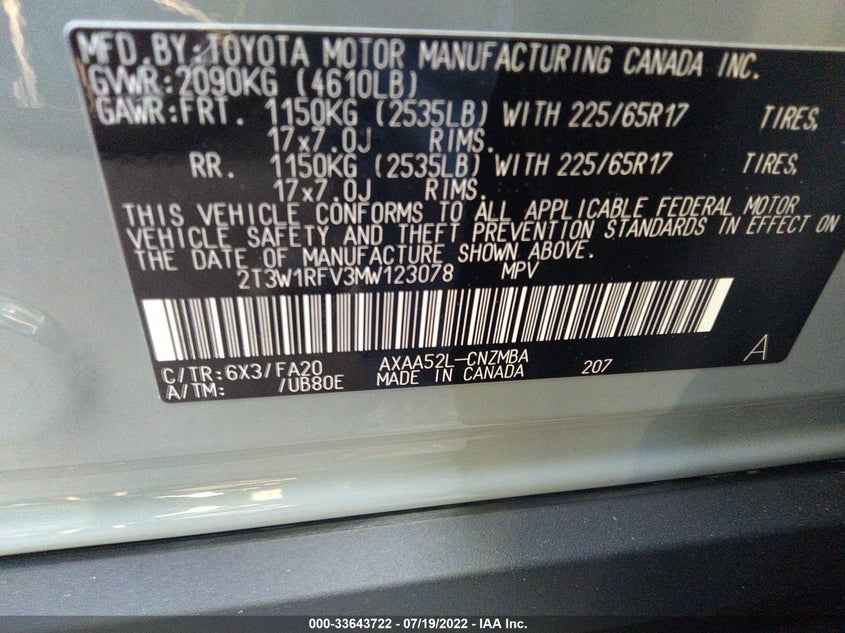 MFD.BY:TOYOTA MOTOR MANUFACTURING CANADA INC.
GVWR:2090KG (4610LB)
GAWR:FRT. 1150KG (2535LB) WITH 225/65R17 TIRES,
17x7.0J RIMS.
RR. 1150KG (2535LB) WITH 225/65R17 TIRES,
17x7.0J RIMS.
THIS VEHICLE CONFORMS TO ALL APPLICABLE FEDERAL MOTOR
VEHICLE SAFETY AND THEFT PREVENTION STANDARDS IN EFFECT ON
THE DATE OF MANUFACTURE SHOWN ABOVE.
2T3W1RFV3MW123078 MPV
C/TR:6X3/FA20 AXAA52L-CNZMBA
A/TM: /UB80E MADE IN CANADA 207 A
000-33643722 - 07/19/2022 - IAA Inc.